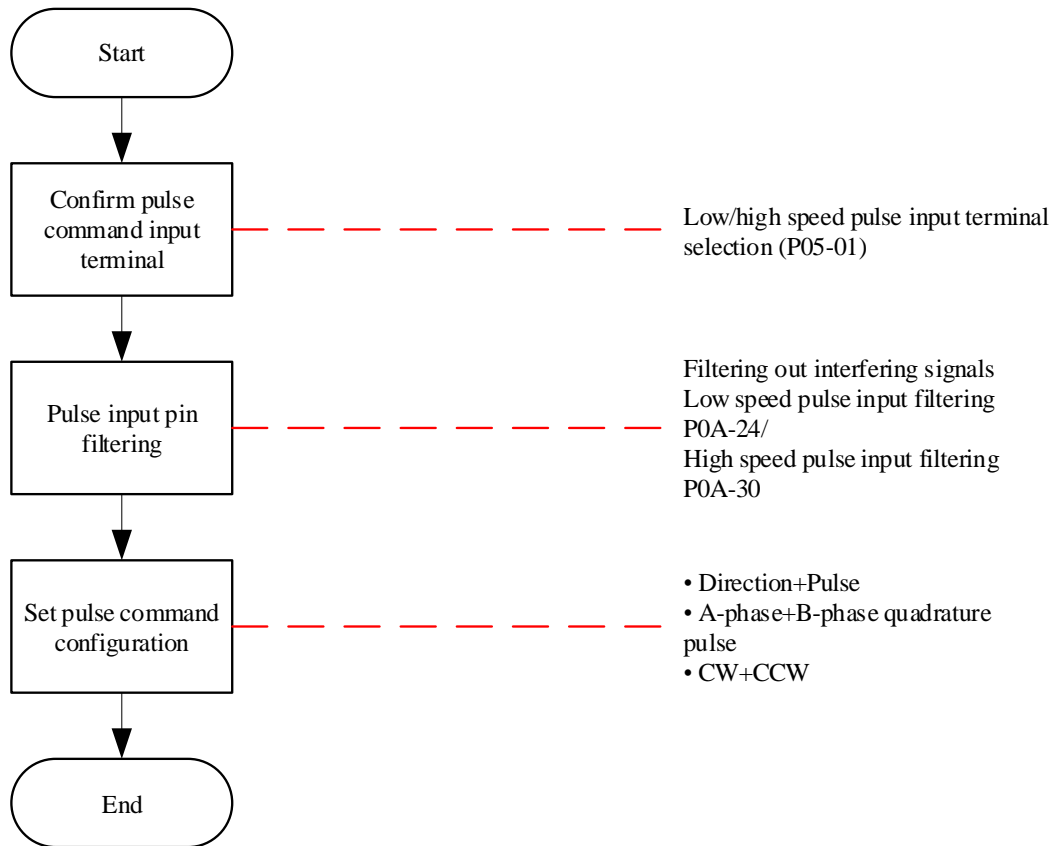 Start
Confirm pulse
command input
terminal
Low/high speed pulse input terminal
selection (P05-01)
Pulse input pin
filtering
Filtering out interfering signals
Low speed pulse input filtering
P0A-24/
High speed pulse input filtering
P0A-30
Set pulse command
configuration
• Direction+Pulse
• A-phase+B-phase quadrature
pulse
• CW+CCW
End